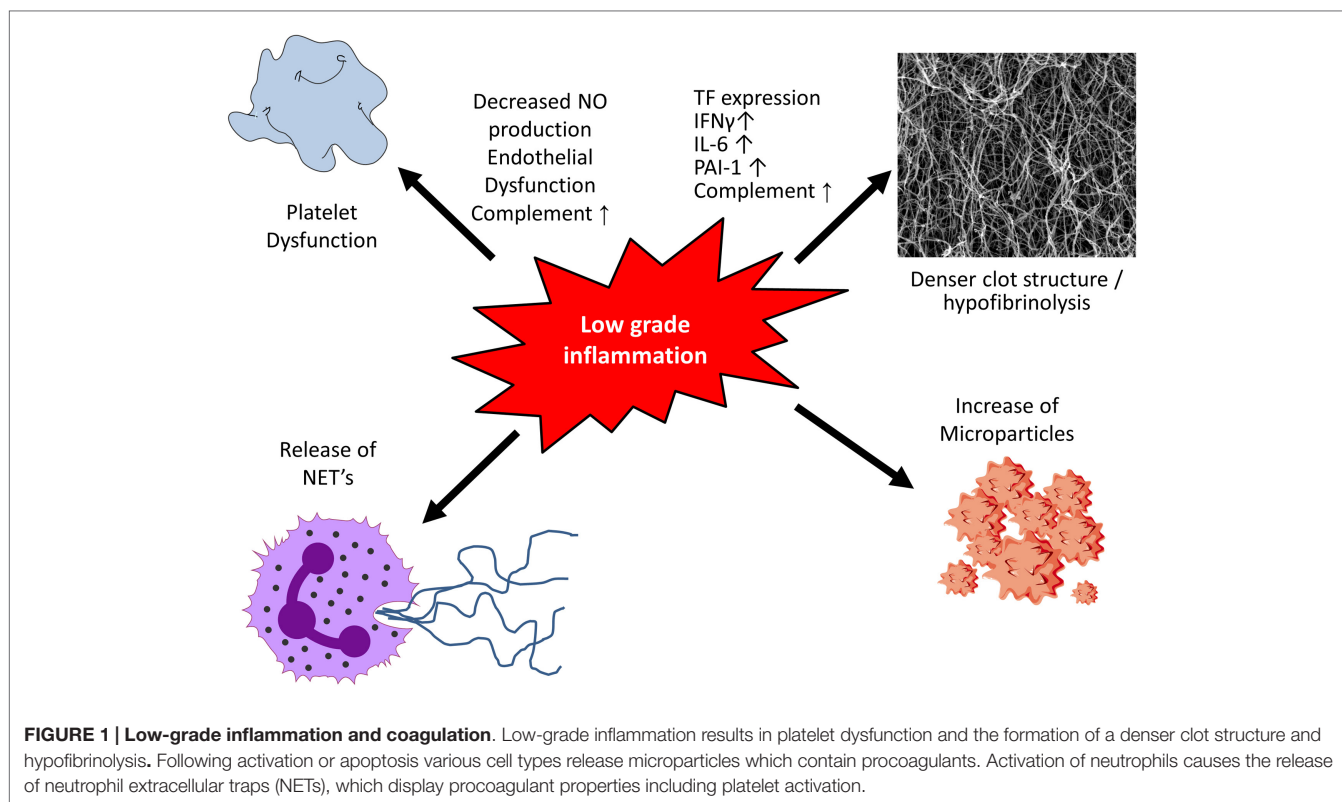 Decreased NO
production
Endothelial
Dysfunction
Complement ↑
TF expression
IFNγ↑
IL-6 ↑
PAI-1 ↑
Complement ↑
Platelet
Dysfunction
Denser clot structure /
hypofibrinolysis
Low grade
inflammation
Release of
NET's
Increase of
Microparticles
FIGURE 1 | Low-grade inflammation and coagulation. Low-grade inflammation results in platelet dysfunction and the formation of a denser clot structure and
hypofibrinolysis. Following activation or apoptosis various cell types release microparticles which contain procoagulants. Activation of neutrophils causes the release
of neutrophil extracellular traps (NETs), which display procoagulant properties including platelet activation.